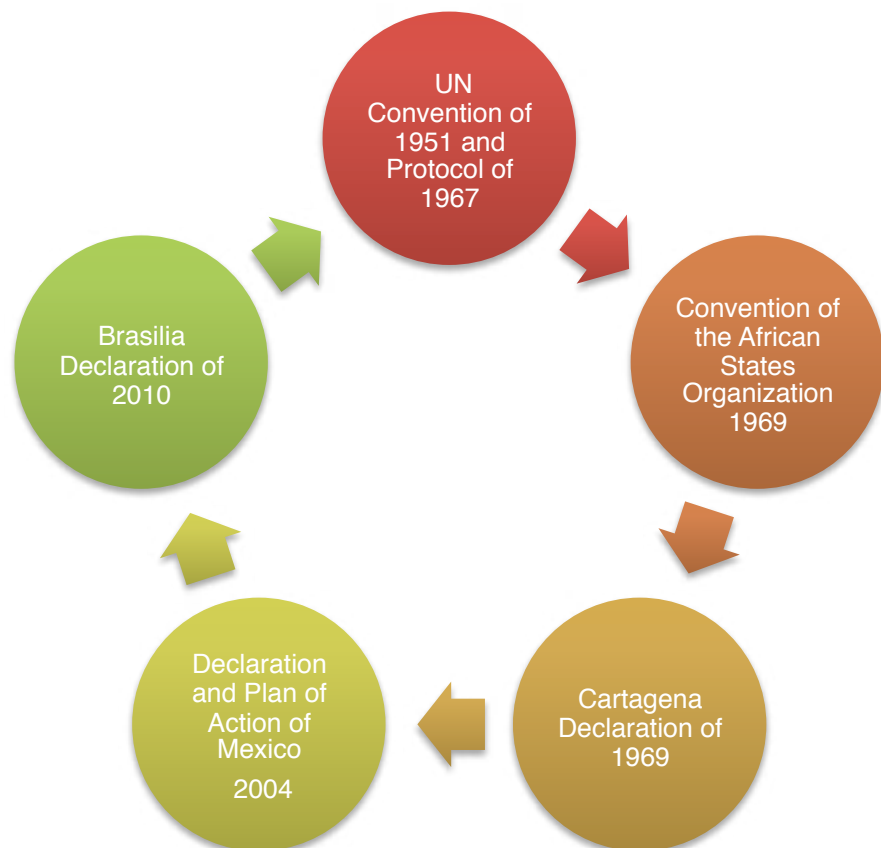 UN
Convention of
1951 and
Protocol of
1967
Convention of
the African
States
Organization
1969
Cartagena
Declaration of
1969
Declaration
and Plan of
Action of
Mexico
2004
Brasilia
Declaration of
2010